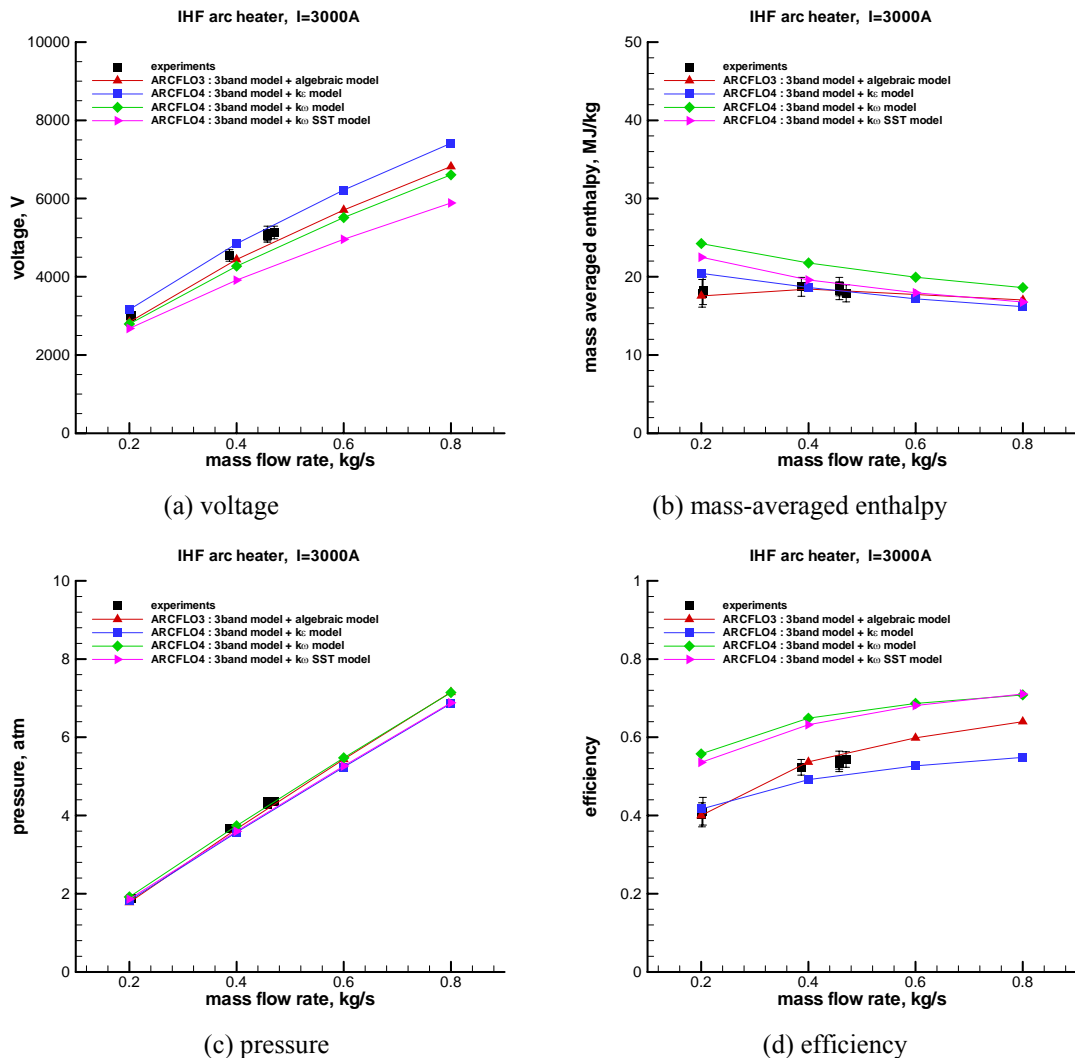 IHF arc heater, I=3000A
10000
8000
6000
4000
2000
0
voltage, V
experiments
ARCFLO3 : 3band model + algebraic model
ARCFLO4 : 3band model + kε model
ARCFLO4 : 3band model + kω model
ARCFLO4 : 3band model + kω SST model
0.2 0.4 0.6 0.8
mass flow rate, kg/s
(a) voltage
IHF arc heater, I=3000A
50
40
30
20
10
0
mass averaged enthalpy, MJ/kg
experiments
ARCFLO3 : 3band model + algebraic model
ARCFLO4 : 3band model + kε model
ARCFLO4 : 3band model + kω model
ARCFLO4 : 3band model + kω SST model
0.2 0.4 0.6 0.8
mass flow rate, kg/s
(b) mass-averaged enthalpy
IHF arc heater, I=3000A
10
8
6
4
2
0
pressure, atm
experiments
ARCFLO3 : 3band model + algebraic model
ARCFLO4 : 3band model + kε model
ARCFLO4 : 3band model + kω model
ARCFLO4 : 3band model + kω SST model
0.2 0.4 0.6 0.8
mass flow rate, kg/s
(c) pressure
IHF arc heater, I=3000A
1
0.8
0.6
0.4
0.2
0
efficiency
experiments
ARCFLO3 : 3band model + algebraic model
ARCFLO4 : 3band model + kε model
ARCFLO4 : 3band model + kω model
ARCFLO4 : 3band model + kω SST model
0.2 0.4 0.6 0.8
mass flow rate, kg/s
(d) efficiency